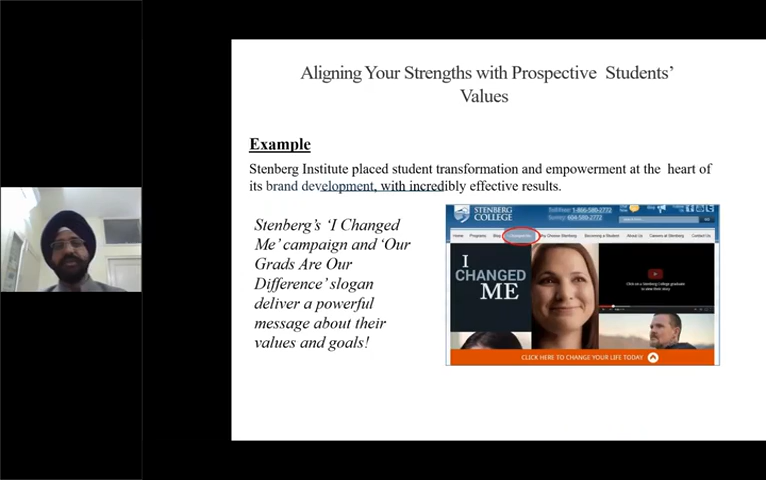 Aligning Your Strengths with Prospective Students'
Values
Example
Stenberg Institute placed student transformation and empowerment at the heart of
its brand development, with incredibly effective results.
Stenberg's 'I Changed
Me' campaign and 'Our
Grads Are Our
Difference' slogan
deliver a powerful
message about their
values and goals!
STENBERG
COLLEGE
Toll-Free: 1-866-580-2772
Surrey: 604-580-2772
Home Programs Blog Why Choose Stenberg Becoming a Student About Us Careers at Stenberg Contact Us
I
CHANGED
ME
Click on a Stenberg College graduate
to view their story
CLICK HERE TO CHANGE YOUR LIFE TODAY